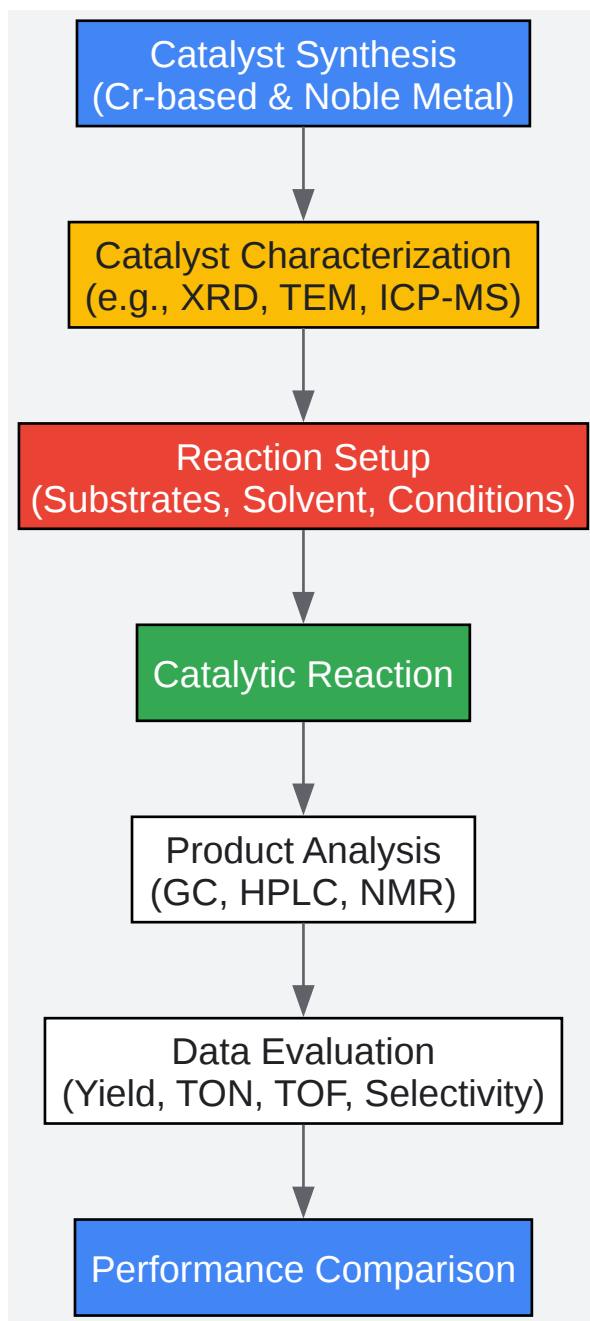 Catalyst Synthesis
(Cr-based & Noble Metal)
Catalyst Characterization
(e.g., XRD, TEM, ICP-MS)
Reaction Setup
(Substrates, Solvent, Conditions)
Catalytic Reaction
Product Analysis
(GC, HPLC, NMR)
Data Evaluation
(Yield, TON, TOF, Selectivity)
Performance Comparison